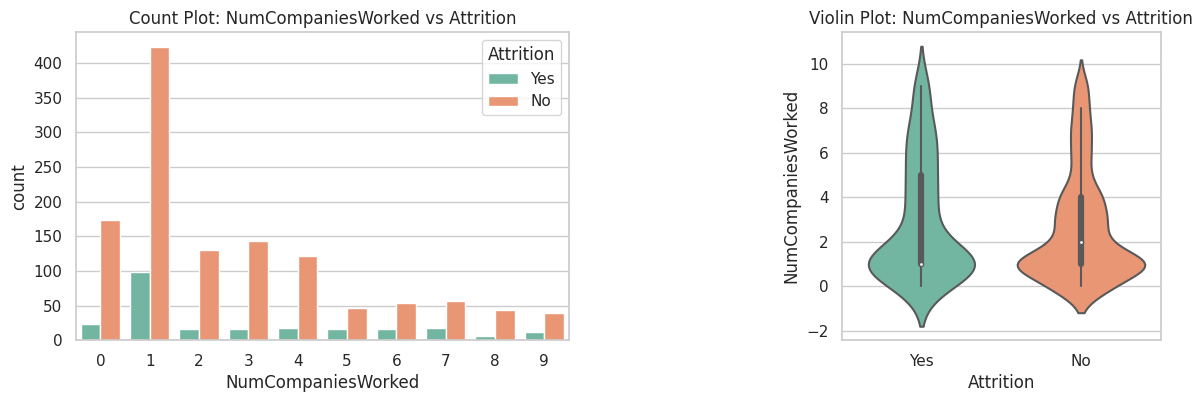 Count Plot: NumCompaniesWorked vs Attrition
count
400
350
300
250
200
150
100
50
0
Attrition
Yes
No
0 1 2 3 4 5 6 7 8 9
NumCompaniesWorked
Violin Plot: NumCompaniesWorked vs Attrition
NumCompaniesWorked
10
8
6
4
2
0
−2
Yes No
Attrition